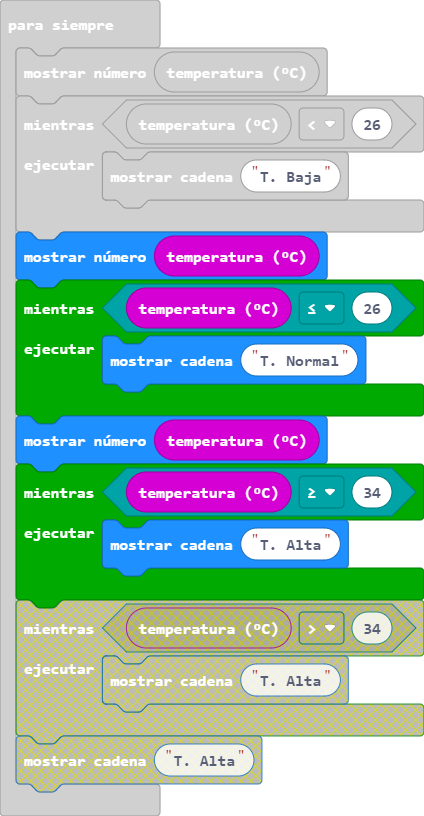 para siempre
mostrar número temperatura (ºC)
mientras temperatura (ºC) < 26
ejecutar mostrar cadena "T. Baja"
mostrar número temperatura (ºC)
mientras temperatura (ºC) ≤ 26
ejecutar mostrar cadena "T. Normal"
mostrar número temperatura (ºC)
mientras temperatura (ºC) ≥ 34
ejecutar mostrar cadena "T. Alta"
mientras temperatura (ºC) > 34
ejecutar mostrar cadena "T. Alta"
mostrar cadena "T. Alta"